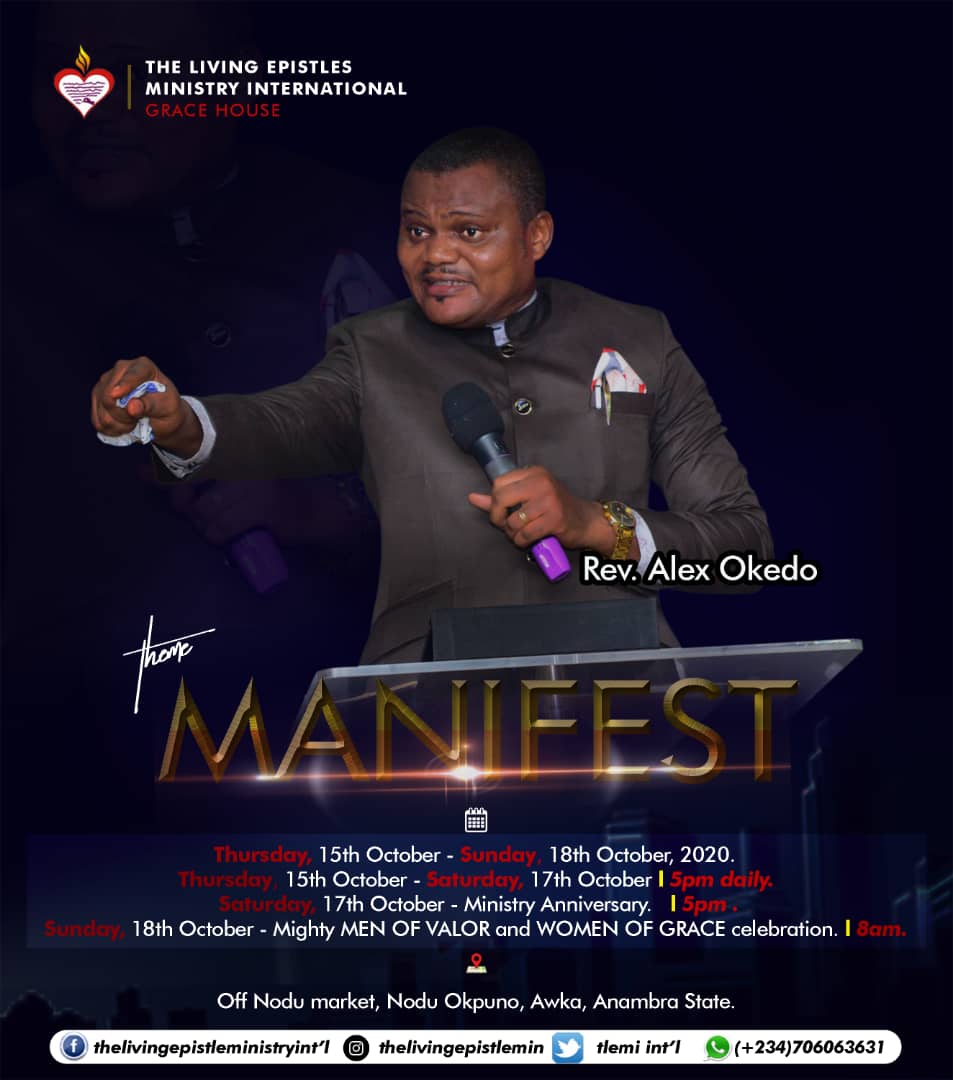 THE LIVING EPISTLES
MINISTRY INTERNATIONAL
GRACE HOUSE
Rev. Alex Okedo
theme
MANIFEST
Thursday, 15th October - Sunday, 18th October, 2020.
Thursday, 15th October - Saturday, 17th October | 5pm daily.
Saturday, 17th October - Ministry Anniversary. | 5pm .
Sunday, 18th October - Mighty MEN OF VALOR and WOMEN OF GRACE celebration. | 8am.
Off Nodu market, Nodu Okpuno, Awka, Anambra State.
thelivingepistleministryint’l thelivingepistlemin tlemi int’l (+234)706063631